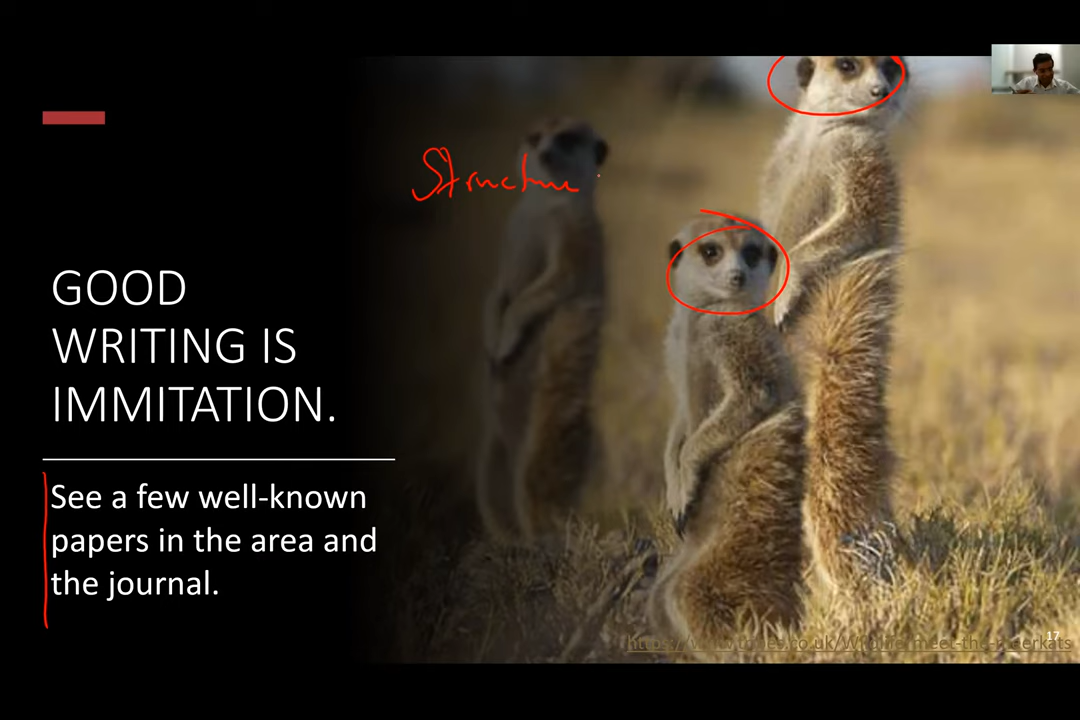 Structure
GOOD
WRITING IS
IMMITATION.
See a few well-known
papers in the area and
the journal.
17